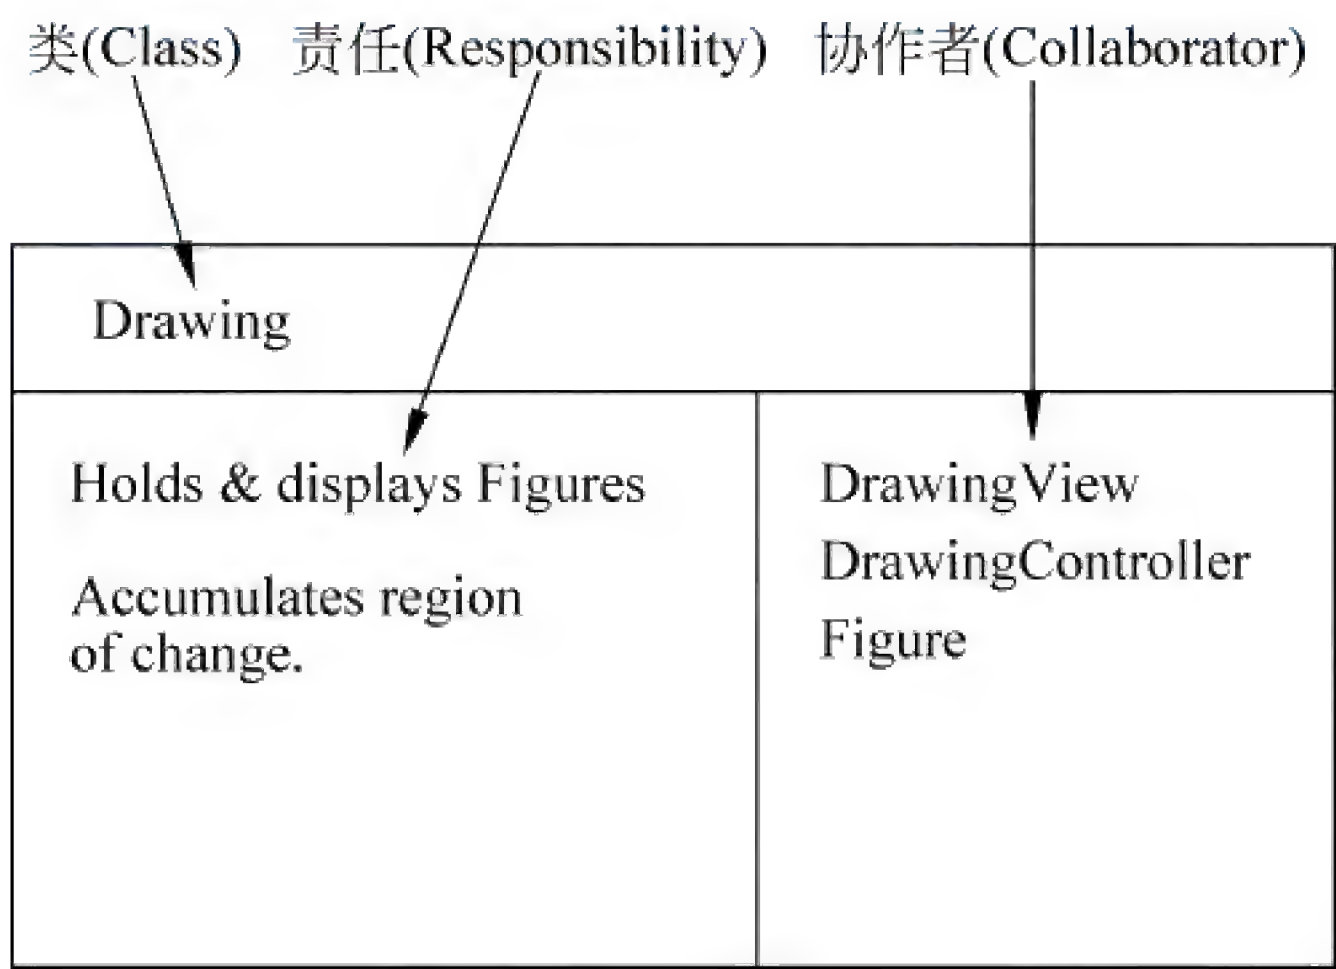 类(Class) 责任(Responsibility) 协作者(Collaborator)
Drawing
Holds & displays Figures
Accumulates region
of change.
DrawingView
DrawingController
Figure